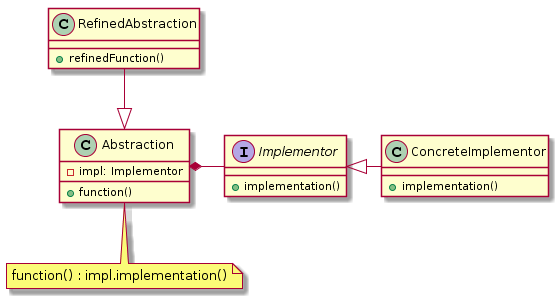 C RefinedAbstraction
refinedFunction()
C Abstraction
impl: Implementor
function()
I Implementor
implementation()
C ConcreteImplementor
implementation()
function() : impl.implementation()